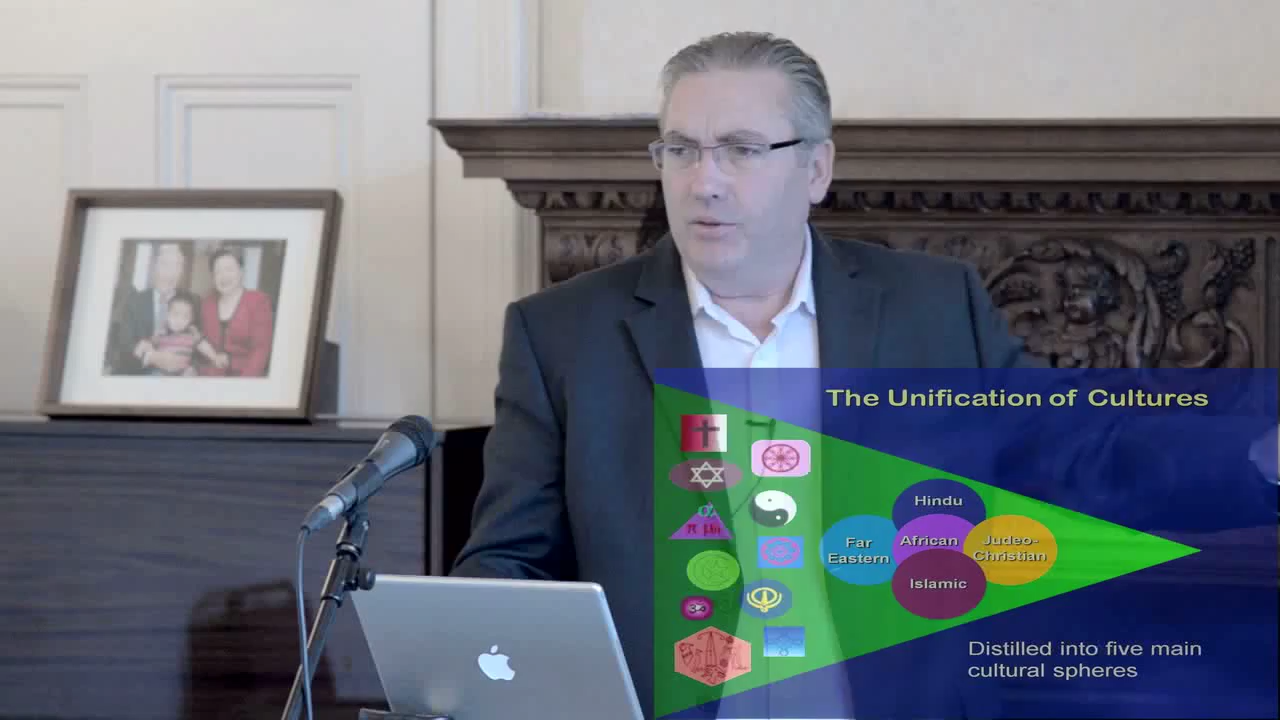 The Unification of Cultures
Hindu
Far
Eastern
African
Judeo-
Christian
Islamic
Distilled into five main
cultural spheres